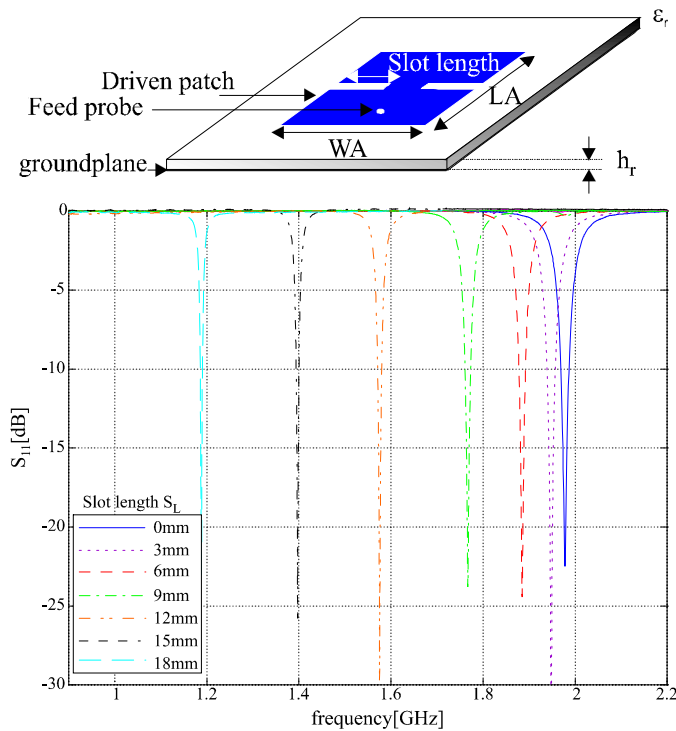 εr
Slot length
Driven patch
Feed probe
LA
WA
groundplane
hr
0
-5
-10
-15
-20
-25
-30
S11[dB]
Slot length SL
0mm
3mm
6mm
9mm
12mm
15mm
18mm
1
1.2
1.4
1.6
1.8
2
2.2
frequency[GHz]